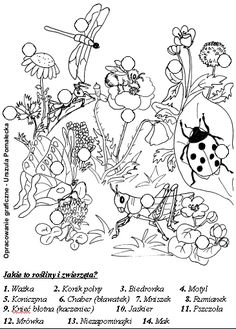 Opracowanie graficzne - Urszula Pomałecka
Jakie to rośliny i zwierzęta?
1. Ważka 2. Konik polny 3. Biedronka 4. Motyl
5. Koniczyna 6. Chaber (bławatek) 7. Mniszek 8. Rumianek
9. Knieć błotna (kaczeniec) 10. Jaskier 11. Pszczoła
12. Mrówka 13. Niezapominajki 14. Mak